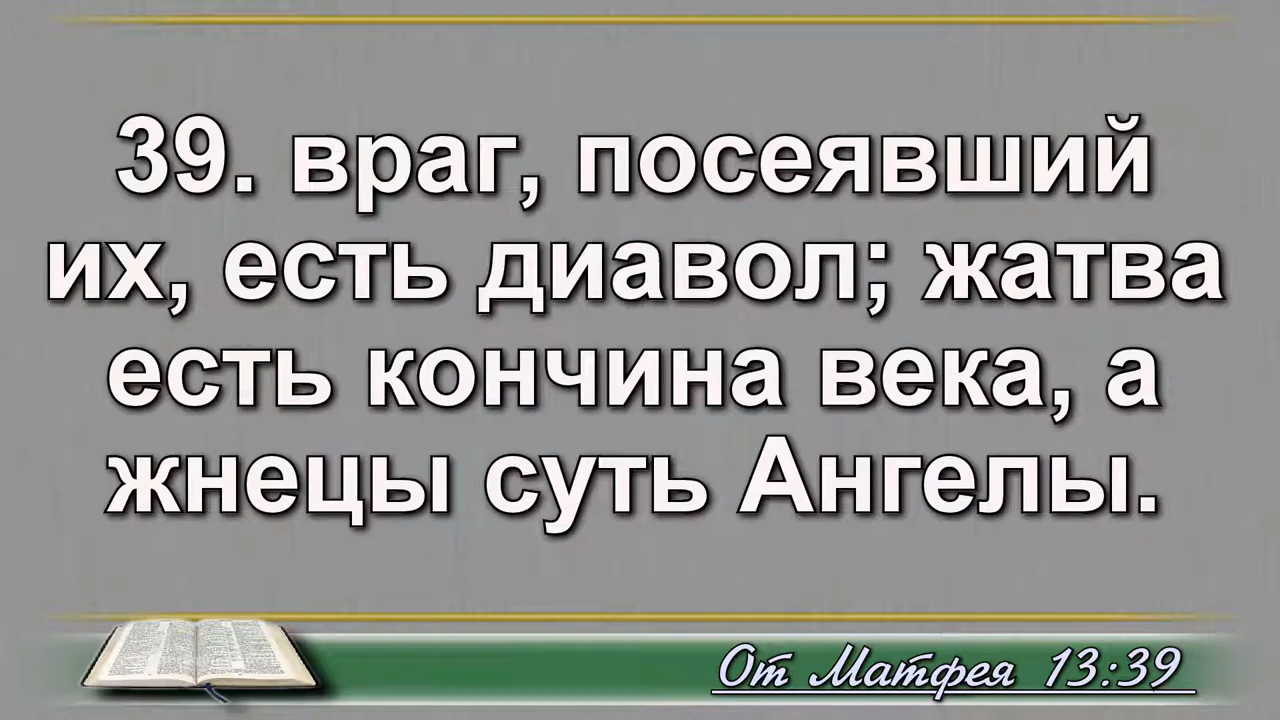 39. враг, посеявший
их, есть диавол; жатва
есть кончина века, а
жнецы суть Ангелы.
От Матфея 13:39